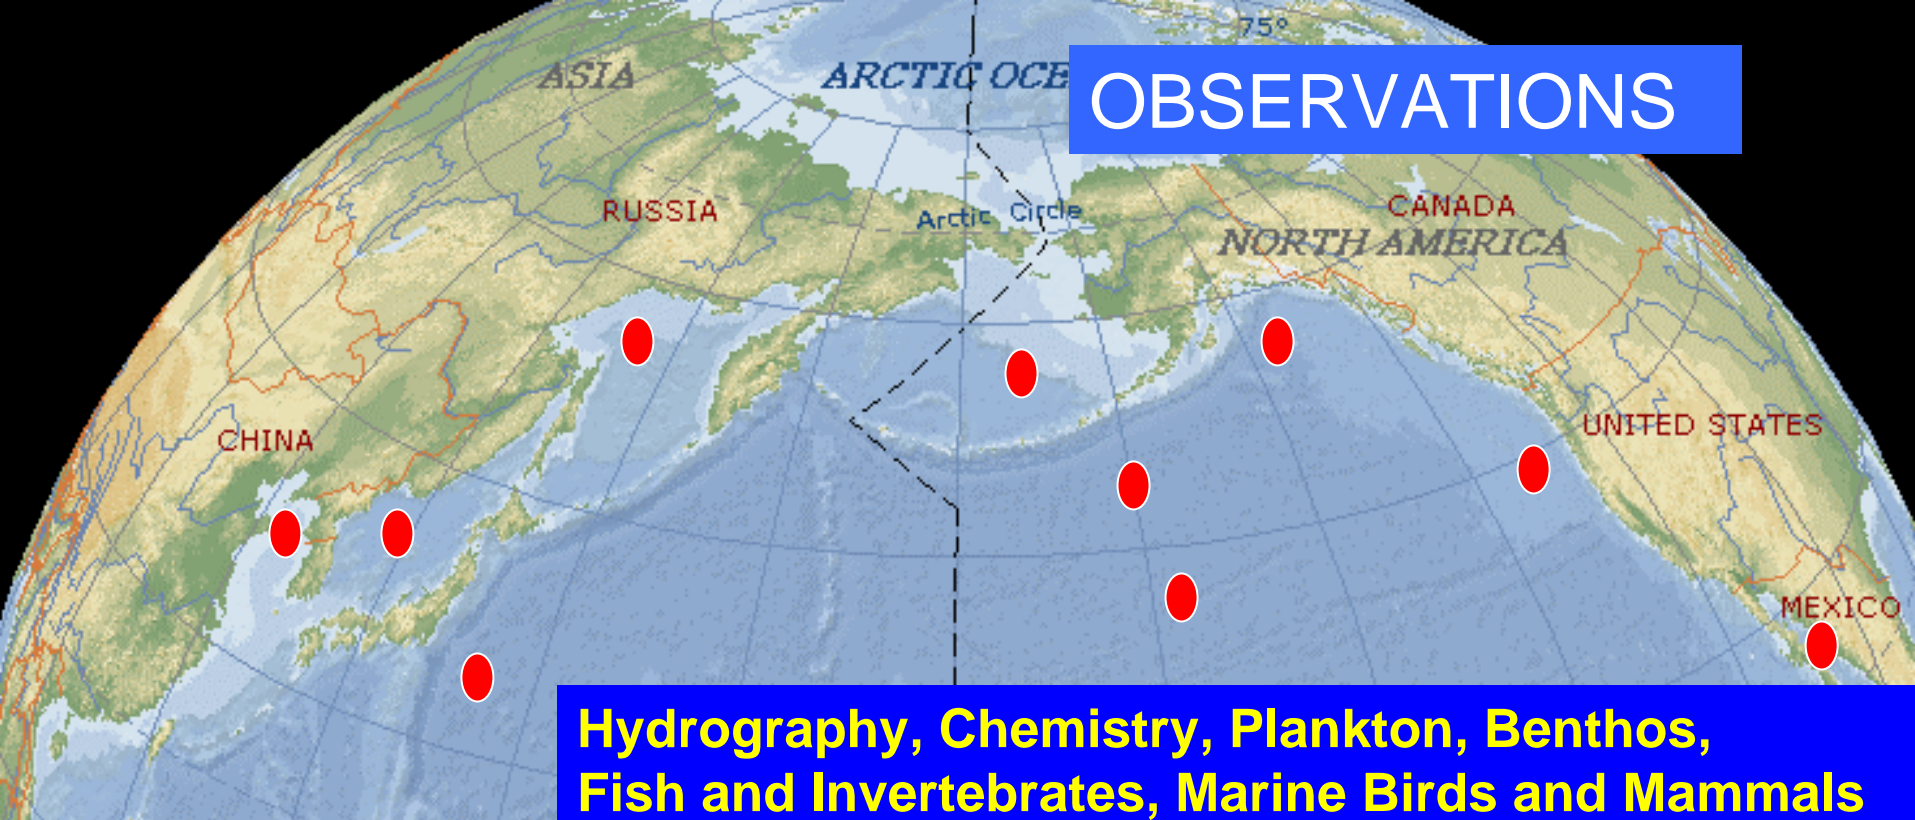 75°
ASIA
ARCTIC OCE
OBSERVATIONS
RUSSIA
Arctic Circle
CANADA
NORTH AMERICA
CHINA
UNITED STATES
MEXICO
Hydrography, Chemistry, Plankton, Benthos,
Fish and Invertebrates, Marine Birds and Mammals